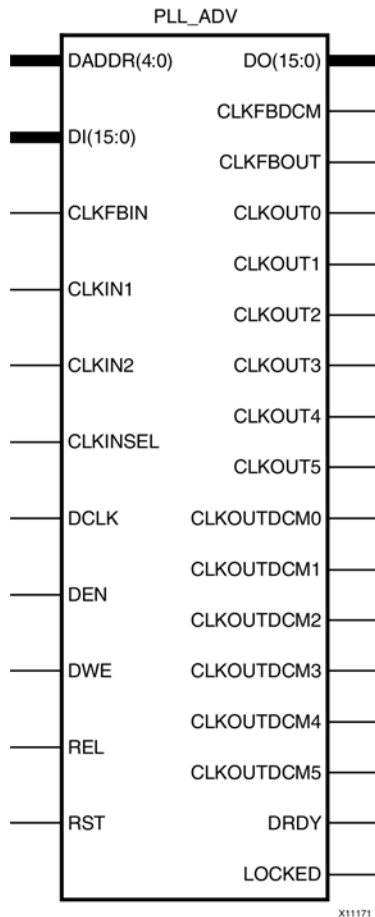 PLL_ADV
DADDR(4:0)
DO(15:0)
CLKFBDCM
DI(15:0)
CLKFBOUT
CLKFBIN
CLKOUT0
CLKOUT1
CLKIN1
CLKOUT2
CLKIN2
CLKOUT3
CLKOUT4
CLKINSEL
CLKOUT5
DCLK
CLKOUTDCM0
CLKOUTDCM1
DEN
CLKOUTDCM2
DWE
CLKOUTDCM3
CLKOUTDCM4
REL
CLKOUTDCM5
RST
DRDY
LOCKED
X11171